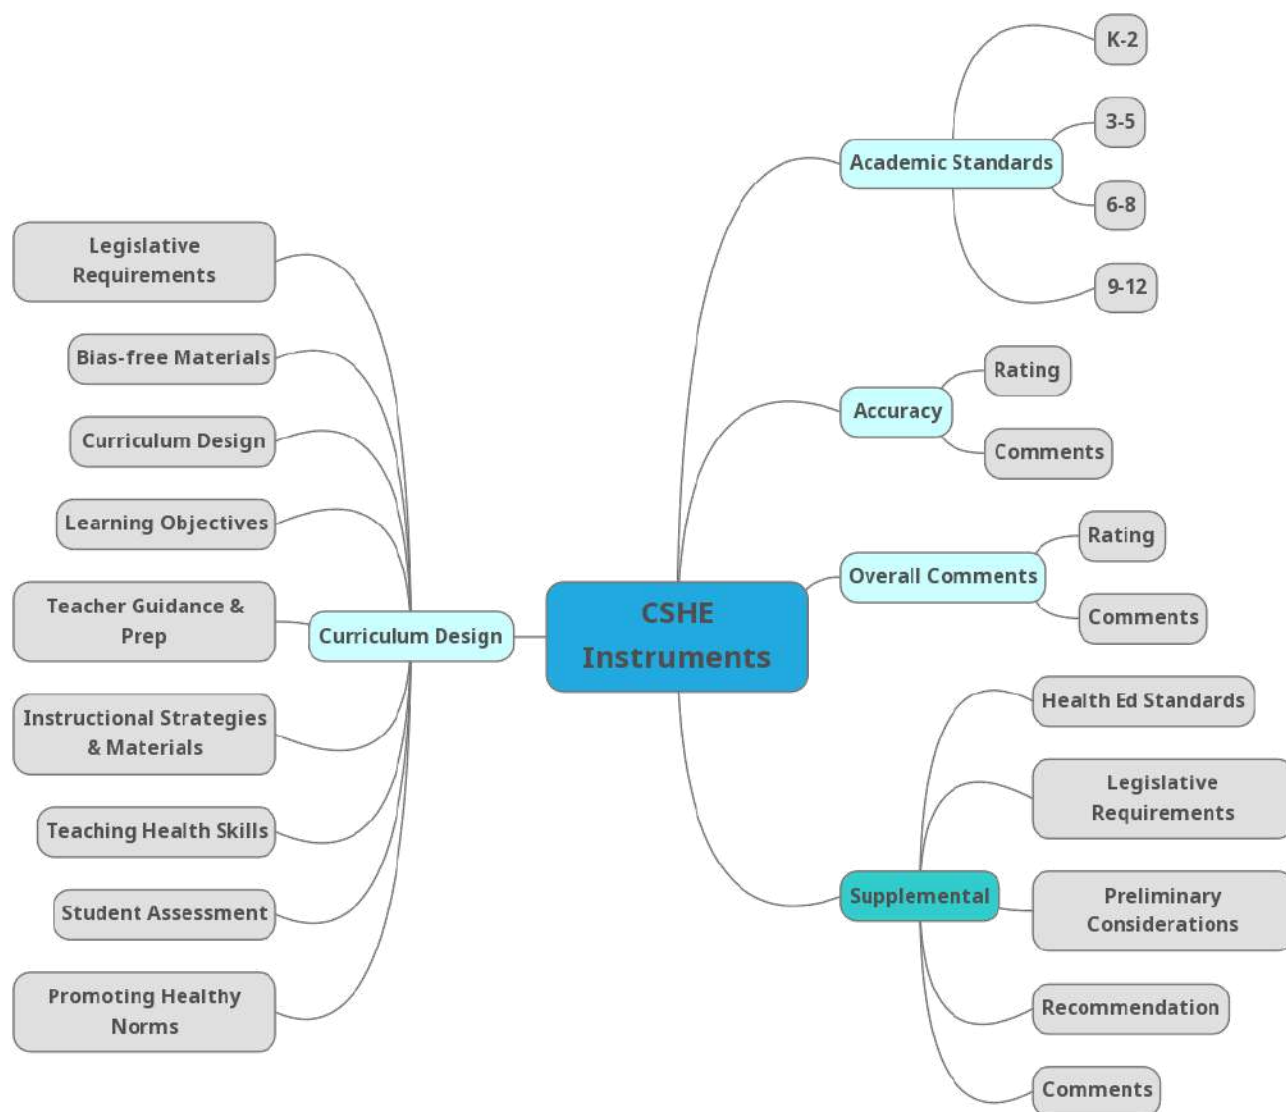 CSHE
Instruments
Academic Standards
K-2
3-5
6-8
9-12
Accuracy
Rating
Comments
Overall Comments
Rating
Comments
Supplemental
Health Ed Standards
Legislative
Requirements
Preliminary
Considerations
Recommendation
Comments
Curriculum Design
Legislative
Requirements
Bias-free Materials
Curriculum Design
Learning Objectives
Teacher Guidance &
Prep
Instructional Strategies
& Materials
Teaching Health Skills
Student Assessment
Promoting Healthy
Norms